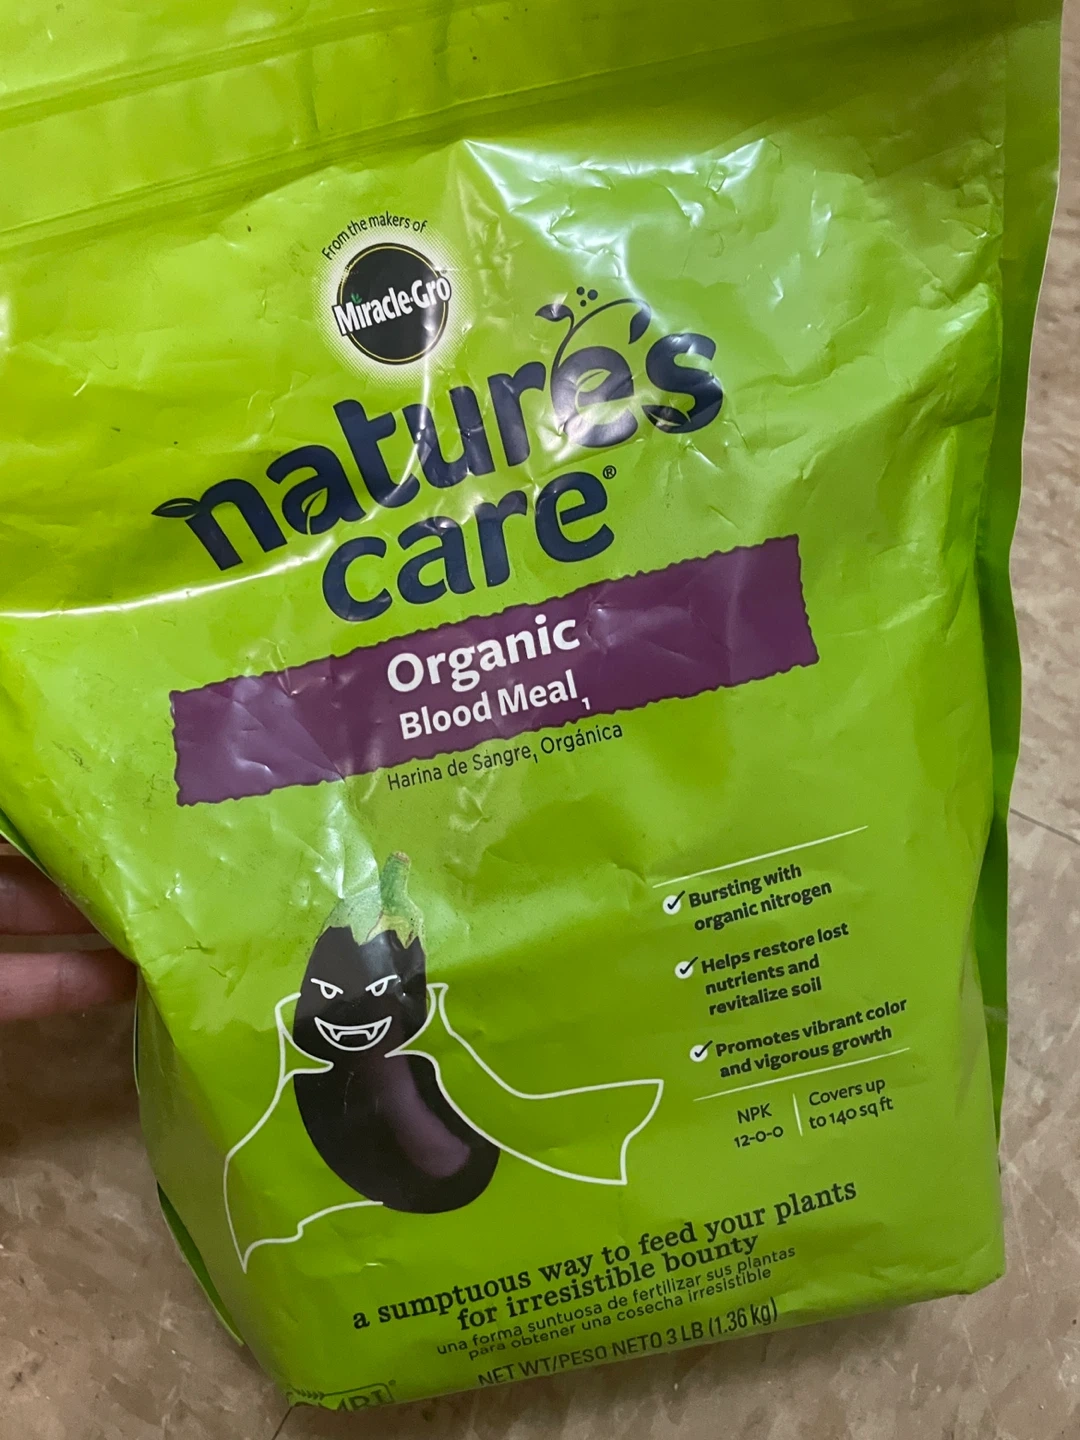 From the makers of
Miracle-Gro
nature's
care®
Organic
Blood Meal1
Harina de Sangre1 Orgánica
Bursting with
organic nitrogen
Helps restore lost
nutrients and
revitalize soil
Promotes vibrant color
and vigorous growth
NPK
12-0-0
Covers up
to 140 sq ft
a sumptuous way to feed your plants
for irresistible bounty
una forma suntuosa de fertilizar sus plantas
para obtener una cosecha irresistible
NET WT/PESO NETO 3 LB (1.36 kg)